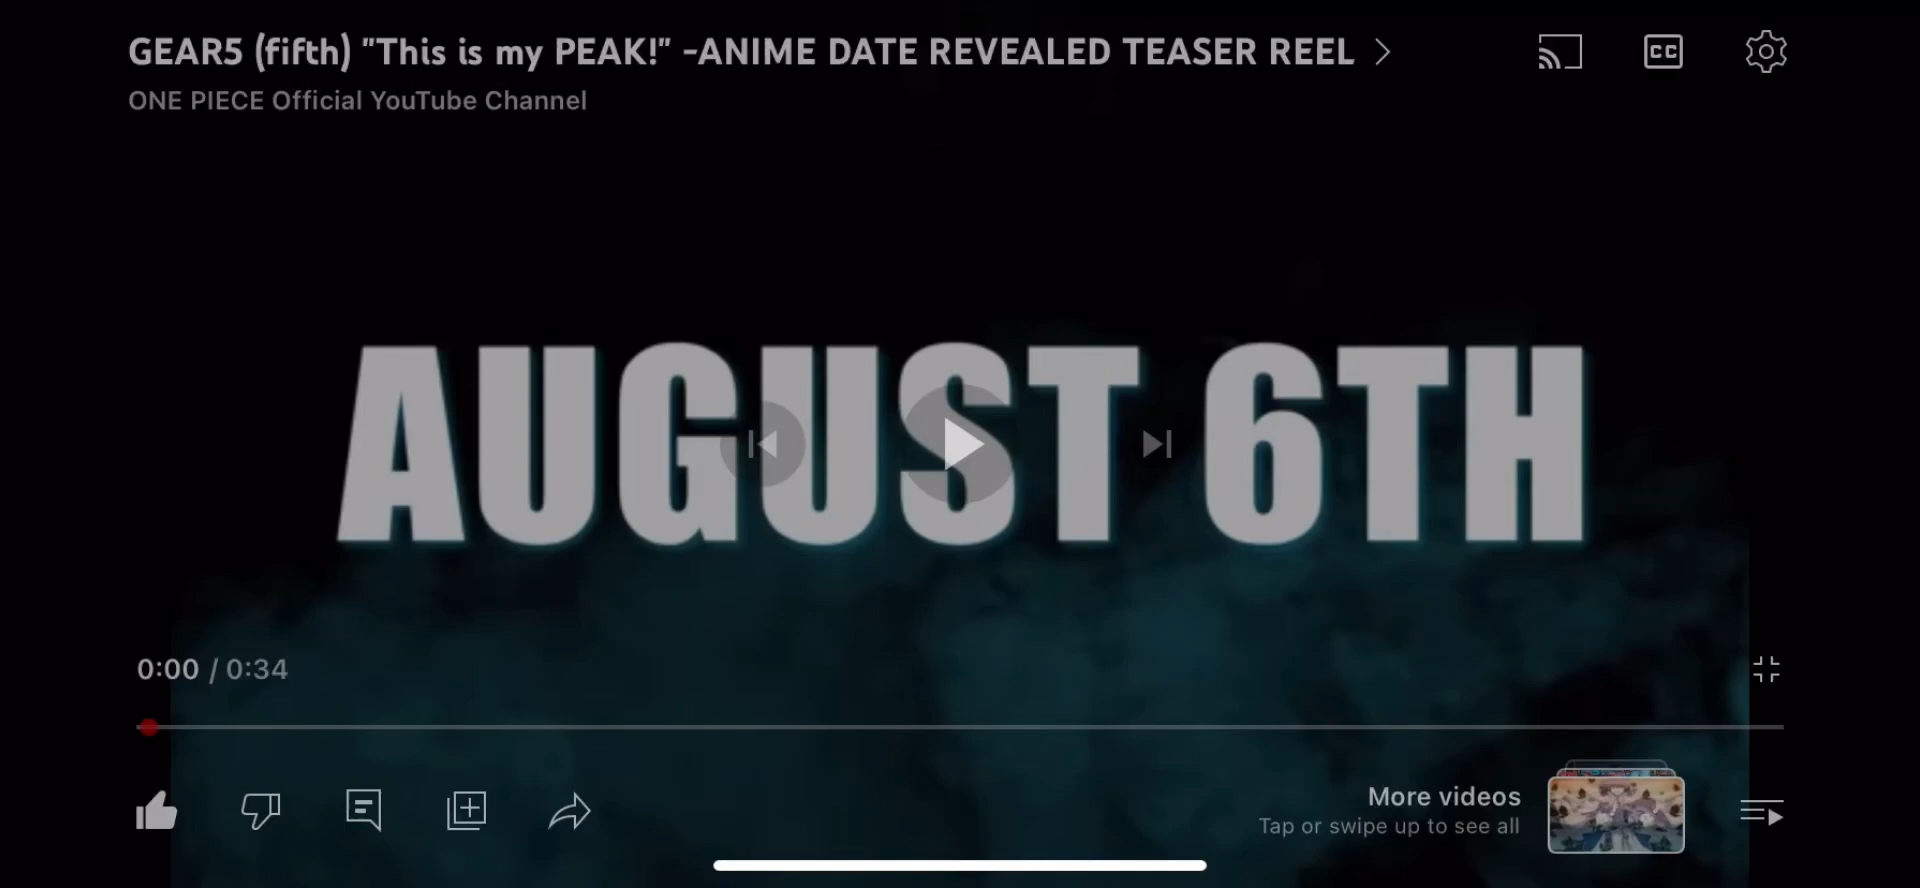 GEAR5 (fifth) "This is my PEAK!" -ANIME DATE REVEALED TEASER REEL
ONE PIECE Official YouTube Channel
CC
AUGUST 6TH
0:00 / 0:34
More videos
Tap or swipe up to see all